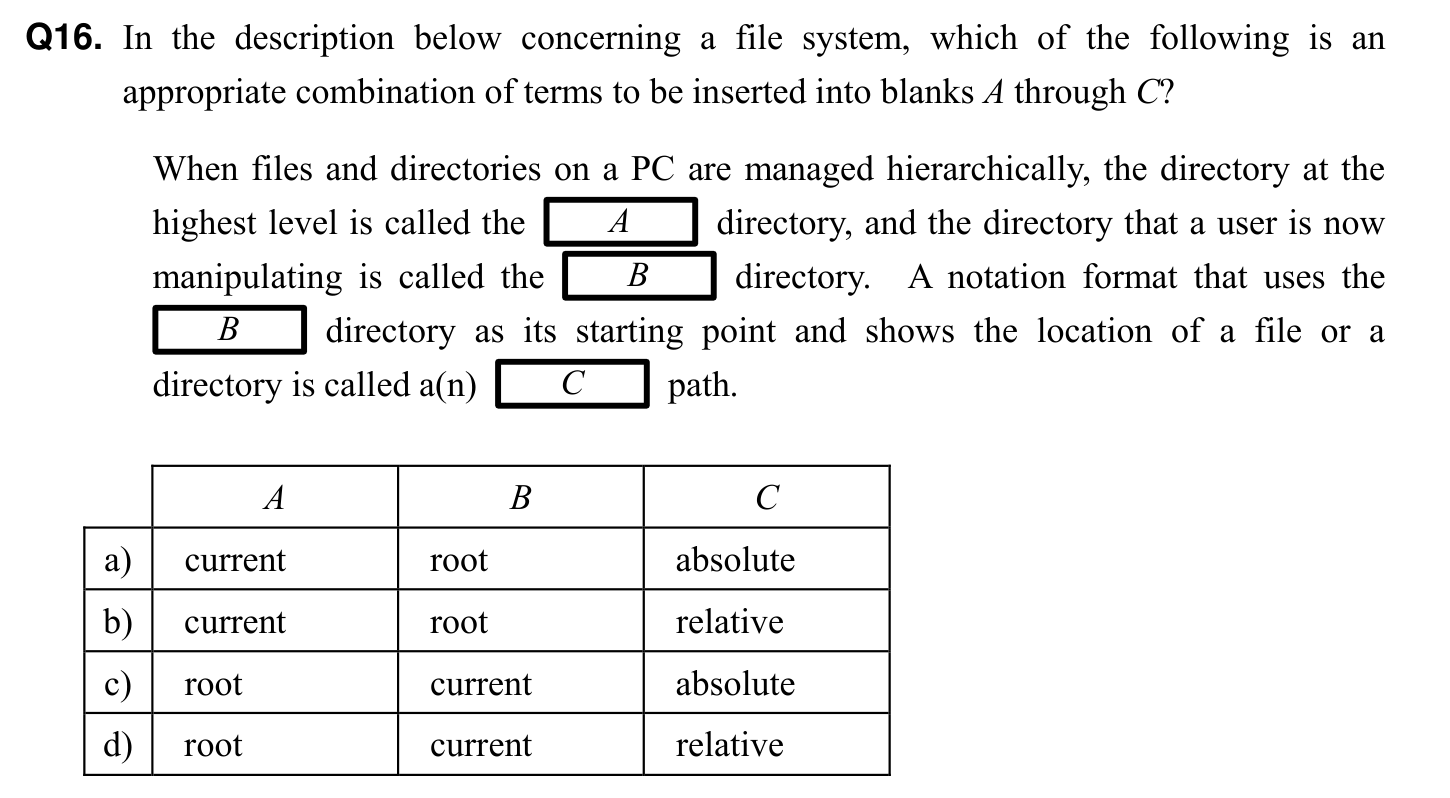 Q16. In the description below concerning a file system, which of the following is an
appropriate combination of terms to be inserted into blanks A through C?
When files and directories on a PC are managed hierarchically, the directory at the
highest level is called the A directory, and the directory that a user is now
manipulating is called the B directory. A notation format that uses the
B directory as its starting point and shows the location of a file or a
directory is called a(n) C path.
A B C
a) current root absolute
b) current root relative
c) root current absolute
d) root current relative